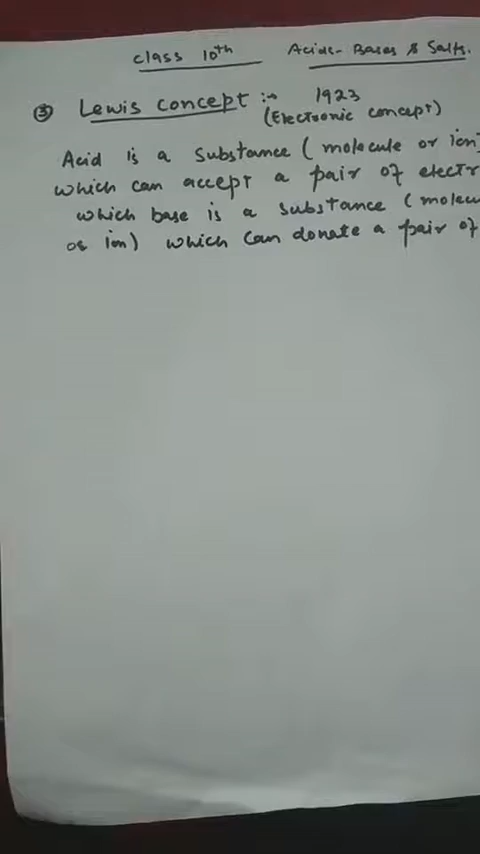 Class 10th Acids- Bases & Salts.
③ Lewis concept :→ 1923
(Electronic concept)
Acid is a substance ( molecule or ion)
which can accept a pair of electr
which base is a substance ( molecu
or ion) which can donate a pair of